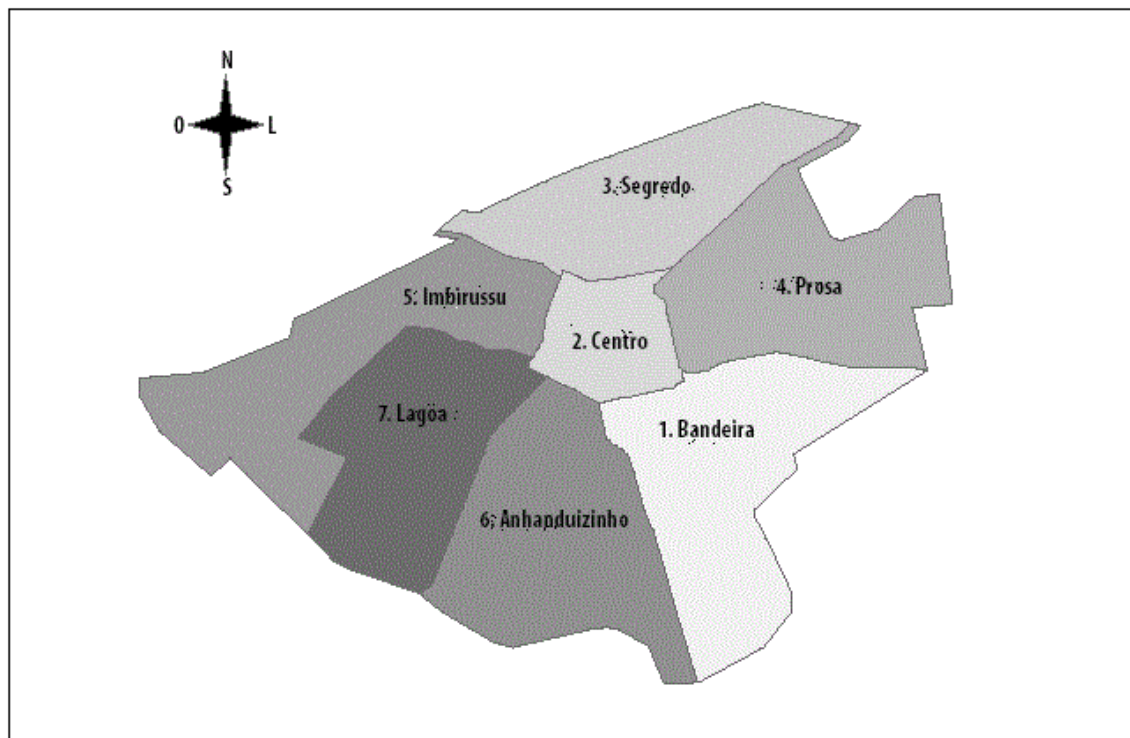 N
O L
S
3. Segredo
5. Imbirussu
4. Prosa
2. Centro
7. Lagoa
1. Bandeira
6. Anhanduizinho